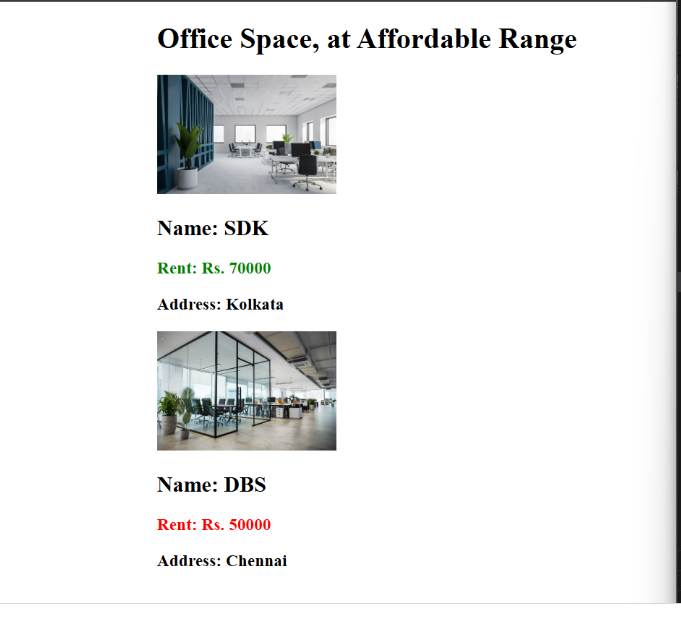 Office Space, at Affordable Range
Name: SDK
Rent: Rs. 70000
Address: Kolkata
Name: DBS
Rent: Rs. 50000
Address: Chennai